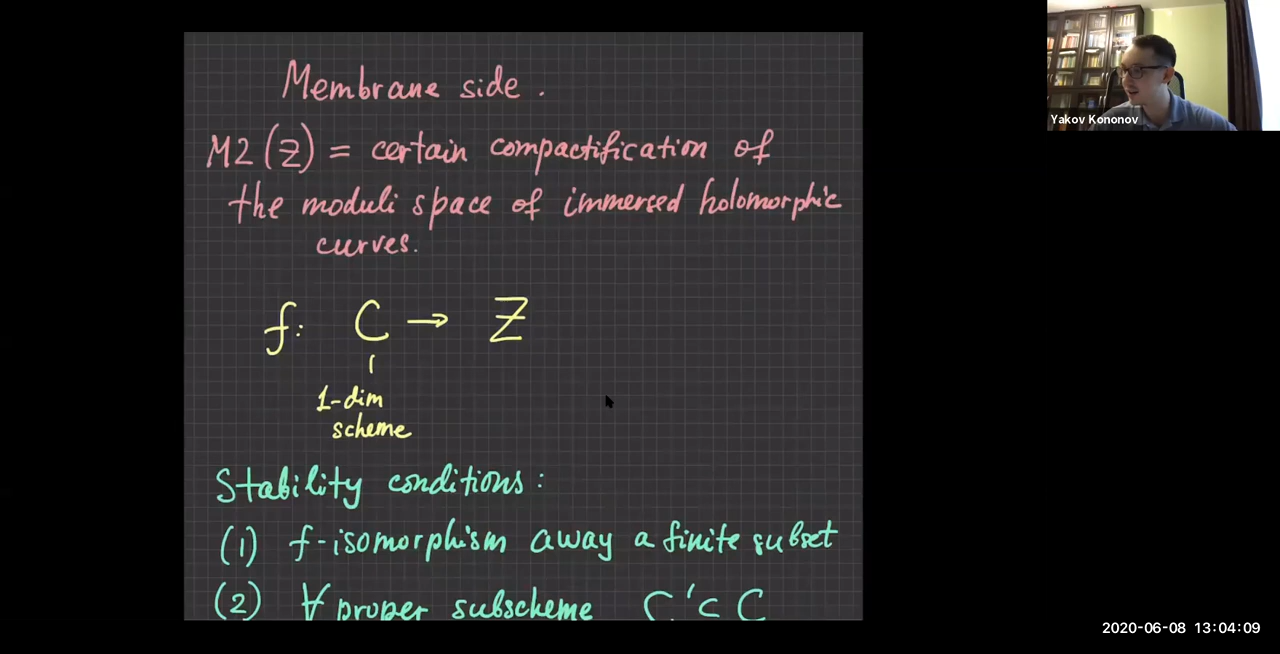 Membrane side.
M2(Z) = certain compactification of
the moduli space of immersed holomorphic
curves.
f: C → Z
1-dim
scheme
Stability conditions:
(1) f-isomorphism away a finite subset
(2) ∀ proper subscheme C'⊂ C
Yakov Kononov
2020-06-08 13:04:09